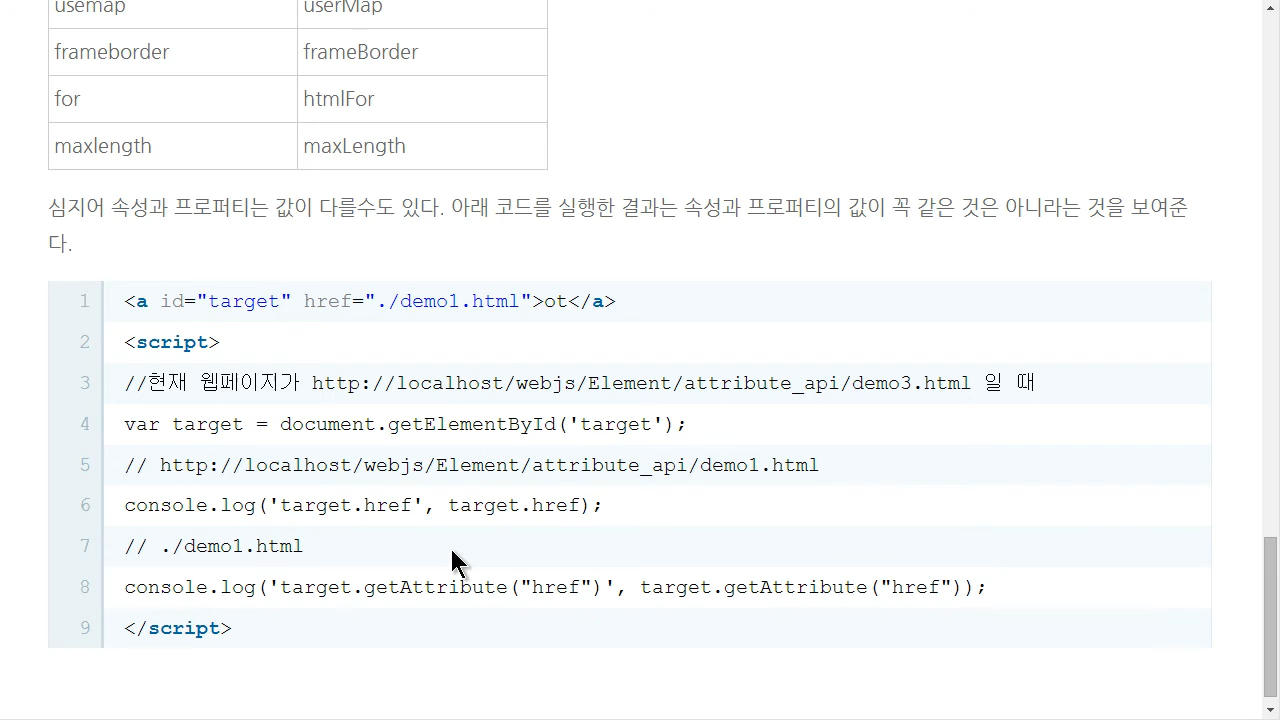 usemap userMap
frameborder frameBorder
for htmlFor
maxlength maxLength
심지어 속성과 프로퍼티는 값이 다를수도 있다. 아래 코드를 실행한 결과는 속성과 프로퍼티의 값이 꼭 같은 것은 아니라는 것을 보여준
다.
1 <a id="target" href="./demo1.html">ot</a>
2 <script>
3 //현재 웹페이지가 http://localhost/webjs/Element/attribute_api/demo3.html 일 때
4 var target = document.getElementById('target');
5 // http://localhost/webjs/Element/attribute_api/demo1.html
6 console.log('target.href', target.href);
7 // ./demo1.html
8 console.log('target.getAttribute("href")', target.getAttribute("href"));
9 </script>